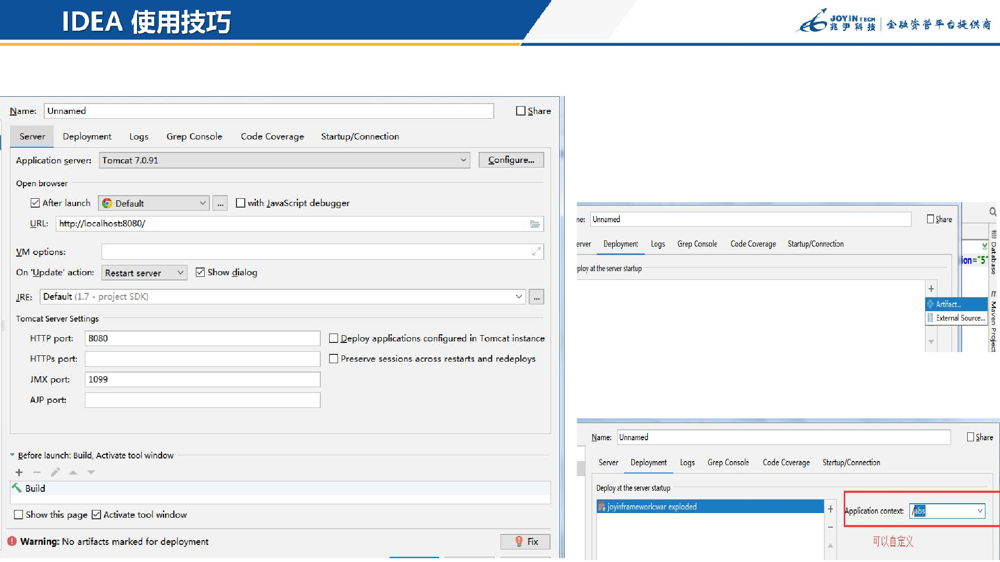 IDEA 使用技巧
JOYIN TECH
兆尹科技
金融资管平台提供商
Name: Unnamed
Share
Server Deployment Logs Grep Console Code Coverage Startup/Connection
Application server: Tomcat 7.0.91 Configure...
Open browser
After launch Default ... with JavaScript debugger
URL: http://localhost:8080/
VM options:
On 'Update' action: Restart server Show dialog
JRE: Default (1.7 - project SDK) ...
Tomcat Server Settings
HTTP port: 8080 Deploy applications configured in Tomcat instance
HTTPs port: Preserve sessions across restarts and redeploys
JMX port: 1099
AJP port:
Before launch: Build, Activate tool window
Build
Show this page Activate tool window
Warning: No artifacts marked for deployment Fix
ne: Unnamed Share
erver Deployment Logs Grep Console Code Coverage Startup/Connection
ploy at the server startup
Artifact...
External Source...
ion="5"
Database
m Maven Project
Name: Unnamed Share
Server Deployment Logs Grep Console Code Coverage Startup/Connection
Deploy at the server startup
joyinframework:war exploded
Application context: /abs
可以自定义